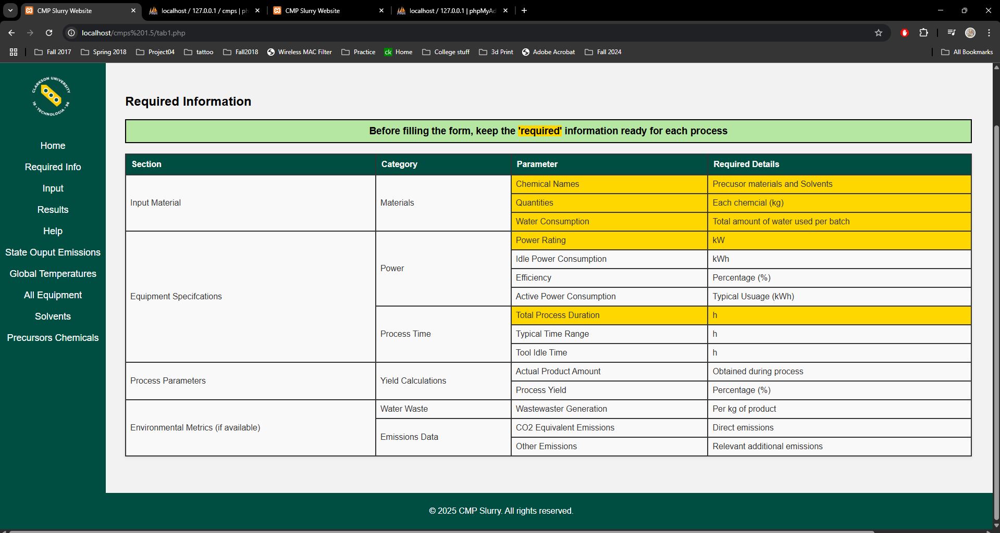 CMP Slurry Website
localhost / 127.0.0.1 / cmps | ph
CMP Slurry Website
localhost / 127.0.0.1 | phpMyAd
localhost/cmps%201.5/tab1.php
Fall 2017
Spring 2018
Project04
tattoo
Fall2018
Wireless MAC Filter
Practice
ck Home
College stuff
3d Print
Adobe Acrobat
Fall 2024
All Bookmarks
CLARKSON UNIVERSITY
18 • TECHNOLOGIA • 96
Home
Required Info
Input
Results
Help
State Ouput Emissions
Global Temperatures
All Equipment
Solvents
Precursors Chemicals
Required Information
Before filling the form, keep the 'required' information ready for each process
Section Category Parameter Required Details
Input Material Materials Chemical Names Precusor materials and Solvents
Quantities Each chemcial (kg)
Water Consumption Total amount of water used per batch
Equipment Specifcations Power Power Rating kW
Idle Power Consumption kWh
Efficiency Percentage (%)
Active Power Consumption Typical Usuage (kWh)
Process Time Total Process Duration h
Typical Time Range h
Tool Idle Time h
Process Parameters Yield Calculations Actual Product Amount Obtained during process
Process Yield Percentage (%)
Environmental Metrics (if available) Water Waste Wastewaster Generation Per kg of product
Emissions Data CO2 Equivalent Emissions Direct emissions
Other Emissions Relevant additional emissions
© 2025 CMP Slurry. All rights reserved.